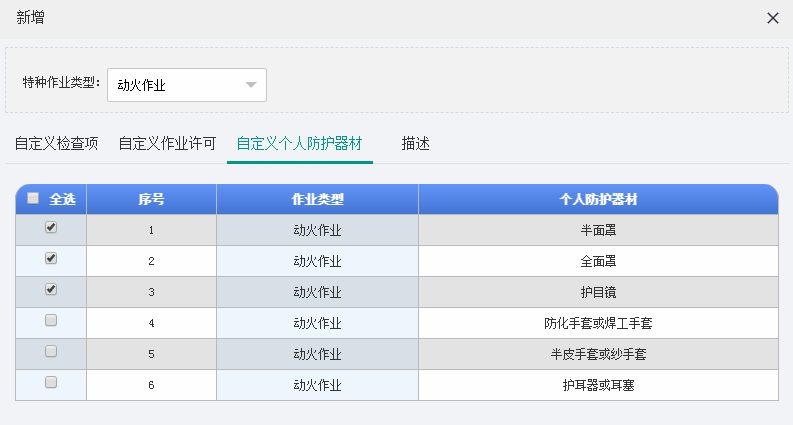 新增
特种作业类型： 动火作业
自定义检查项 自定义作业许可 自定义个人防护器材 描述
全选 序号 作业类型 个人防护器材
1 动火作业 半面罩
2 动火作业 全面罩
3 动火作业 护目镜
4 动火作业 防化手套或焊工手套
5 动火作业 半皮手套或纱手套
6 动火作业 护耳器或耳塞